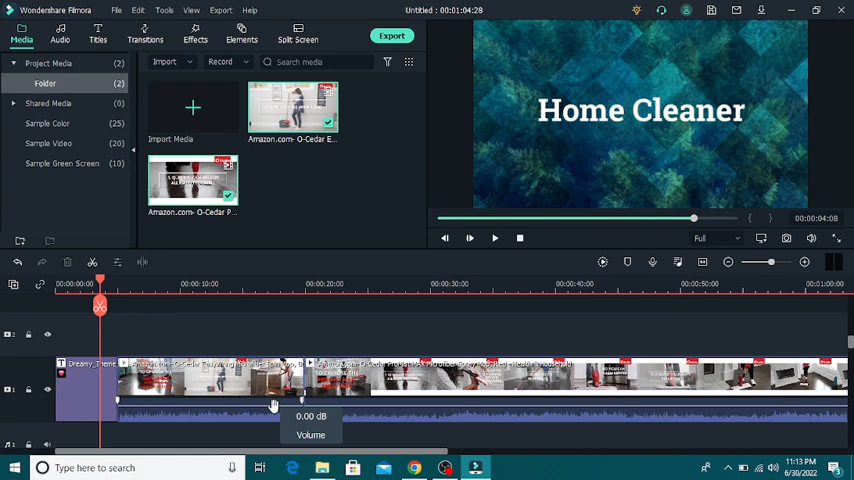 Wondershare Filmora
File
Edit
Tools
View
Export
Help
Untitled : 00:01:04:28
Media
Audio
Titles
Transitions
Effects
Elements
Split Screen
Export
Project Media (2)
Folder (2)
Shared Media (0)
Sample Color (25)
Sample Video (20)
Sample Green Screen (10)
Import
Record
Search media
Import Media
Amazon.com- O-Cedar E...
Amazon.com- O-Cedar P...
Home Cleaner
00:00:04:08
Full
00:00:00:00
00:00:10:00
00:00:20:00
00:00:30:00
00:00:40:00
00:00:50:00
00:01:00:00
2
1
1
Dreamy_Theme
0.00 dB
Volume
Type here to search
11:13 PM
6/30/2022
3